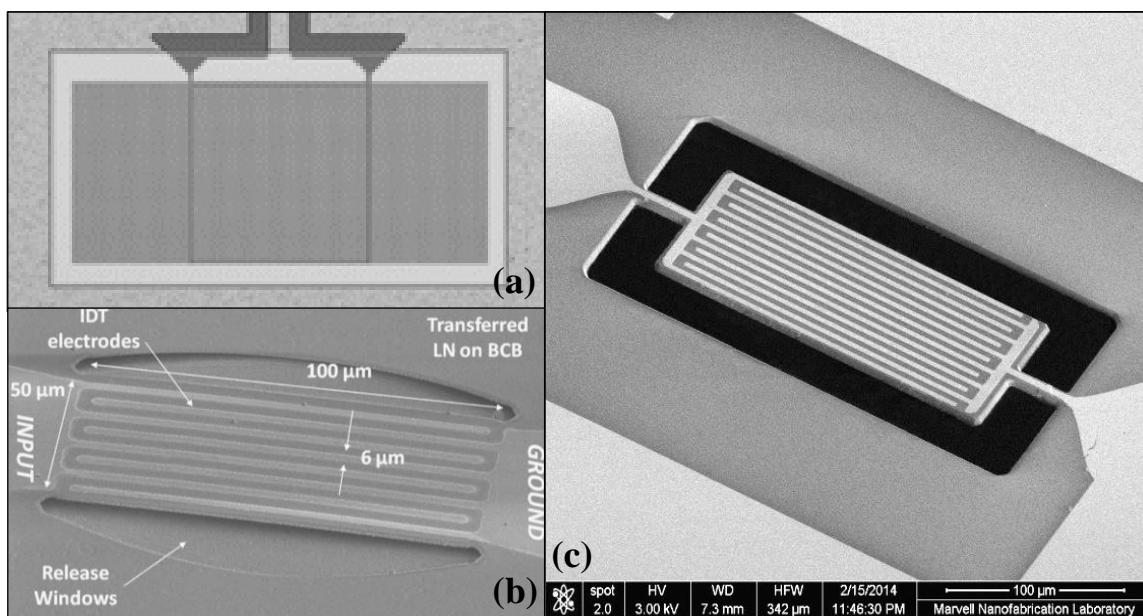 (a)
IDT
electrodes
Transferred
LN on BCB
100 µm
50 µm
6 µm
INPUT
GROUND
Release
Windows
(b)
(c)
spot HV WD HFW 2/15/2014 100 µm
2.0 3.00 kV 7.3 mm 342 µm 11:46:30 PM Marvell Nanofabrication Laboratory